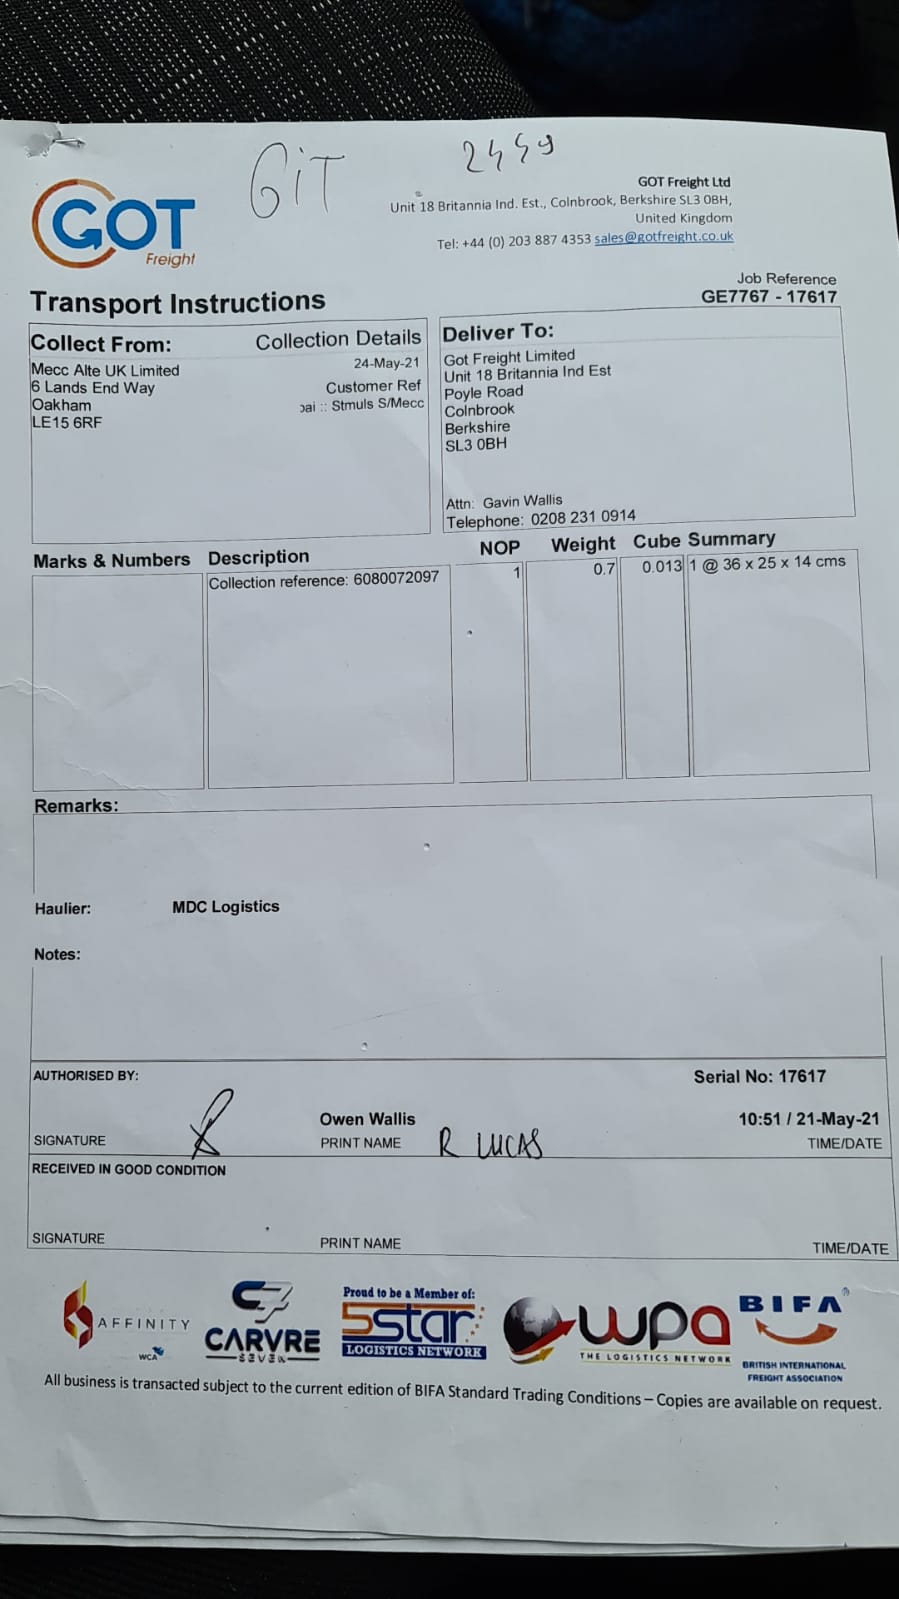 GiT
2449
GOT
Freight
GOT Freight Ltd
Unit 18 Britannia Ind. Est., Colnbrook, Berkshire SL3 0BH,
United Kingdom
Tel: +44 (0) 203 887 4353 sales@gotfreight.co.uk
Job Reference
GE7767 - 17617
Transport Instructions
Collect From: Collection Details
Mecc Alte UK Limited 24-May-21
6 Lands End Way Customer Ref
Oakham oai :: Stmuls S/Mecc
LE15 6RF
Deliver To:
Got Freight Limited
Unit 18 Britannia Ind Est
Poyle Road
Colnbrook
Berkshire
SL3 0BH
Attn: Gavin Wallis
Telephone: 0208 231 0914
Marks & Numbers Description NOP Weight Cube Summary
Collection reference: 6080072097 1 0.7 0.013 1 @ 36 x 25 x 14 cms
Remarks:
Haulier: MDC Logistics
Notes:
AUTHORISED BY: Serial No: 17617
Owen Wallis 10:51 / 21-May-21
SIGNATURE PRINT NAME R LUCAS TIME/DATE
RECEIVED IN GOOD CONDITION
SIGNATURE PRINT NAME TIME/DATE
AFFINITY
WCA
CARVRE
SEVEN
Proud to be a Member of:
5star
LOGISTICS NETWORK
wpa
THE LOGISTICS NETWORK
BIFA
BRITISH INTERNATIONAL
FREIGHT ASSOCIATION
All business is transacted subject to the current edition of BIFA Standard Trading Conditions – Copies are available on request.